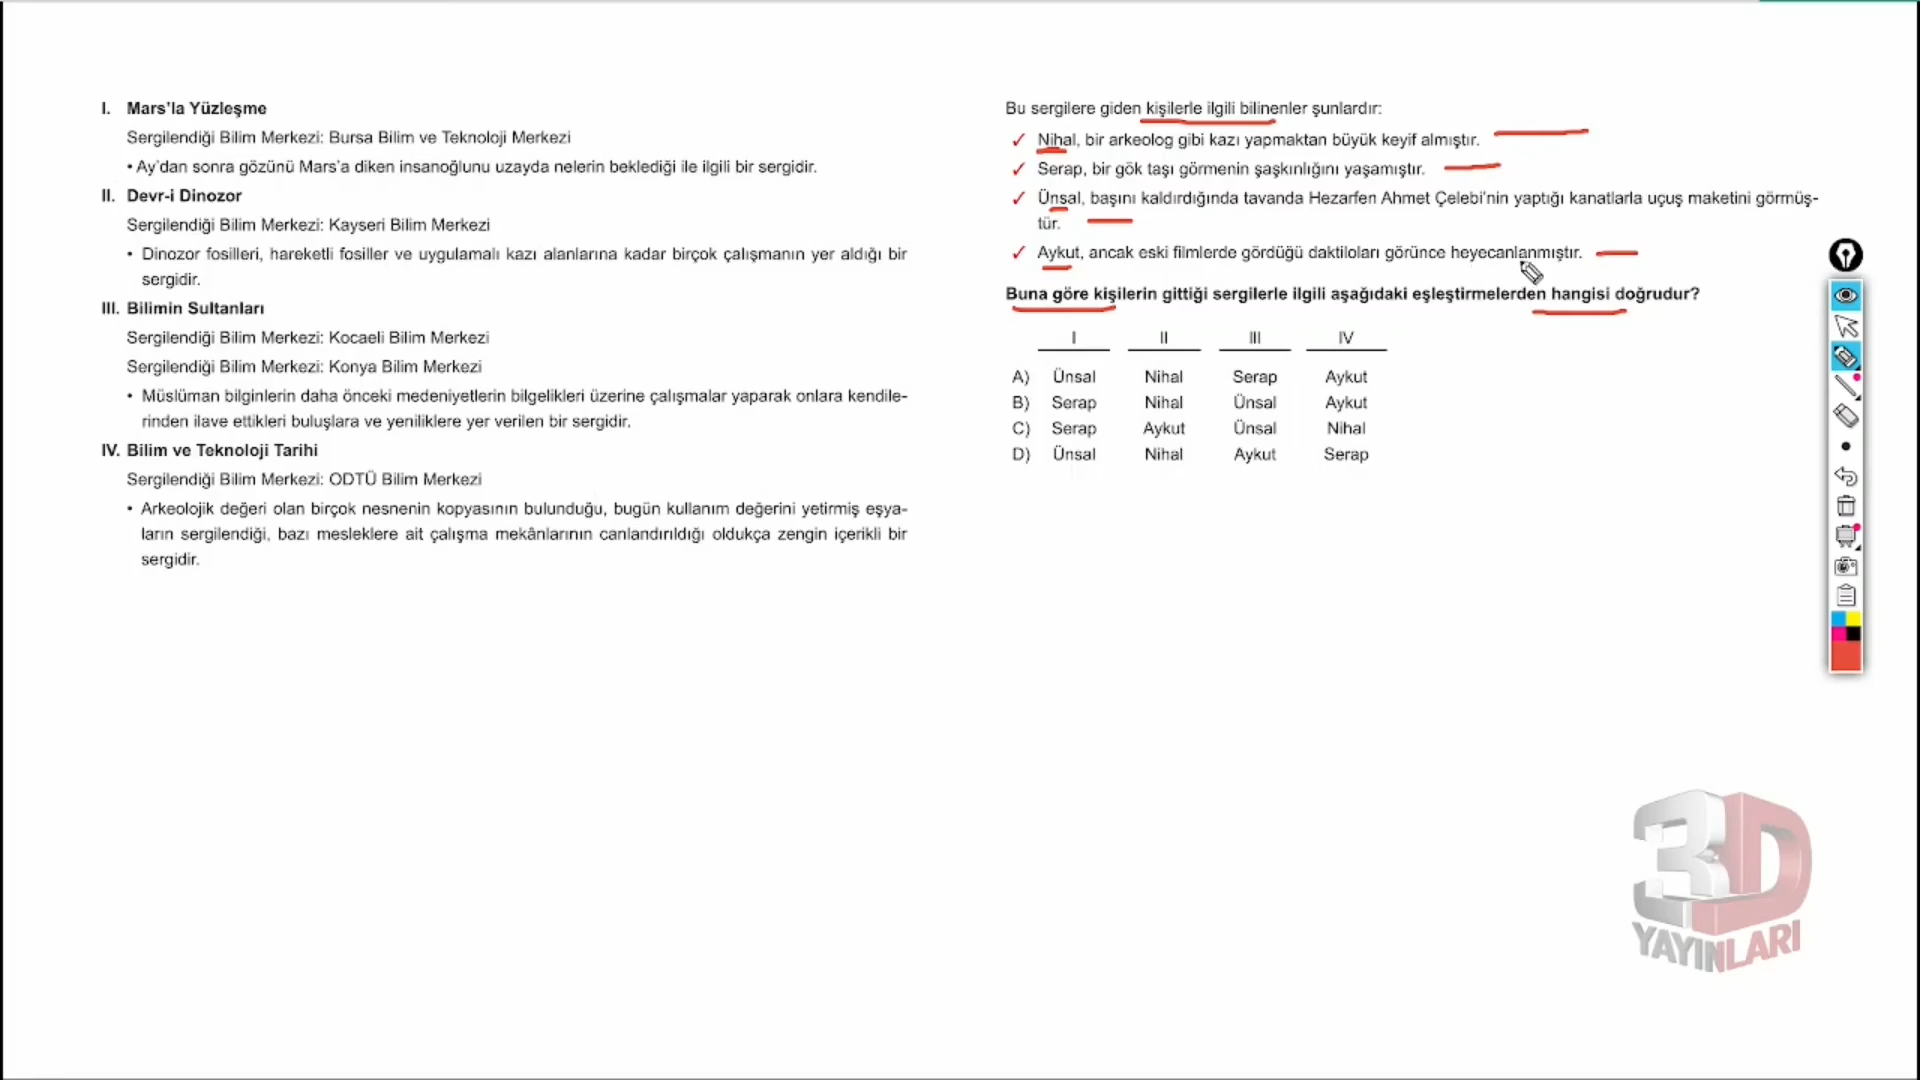 I. Mars'la Yüzleşme
Sergilendiği Bilim Merkezi: Bursa Bilim ve Teknoloji Merkezi
• Ay'dan sonra gözünü Mars'a diken insanoğlunu uzayda nelerin beklediği ile ilgili bir sergidir.
II. Devr-i Dinozor
Sergilendiği Bilim Merkezi: Kayseri Bilim Merkezi
• Dinozor fosilleri, hareketli fosiller ve uygulamalı kazı alanlarına kadar birçok çalışmanın yer aldığı bir
sergidir.
III. Bilimin Sultanları
Sergilendiği Bilim Merkezi: Kocaeli Bilim Merkezi
Sergilendiği Bilim Merkezi: Konya Bilim Merkezi
• Müslüman bilginlerin daha önceki medeniyetlerin bilgelikleri üzerine çalışmalar yaparak onlara kendile-
rinden ilave ettikleri buluşlara ve yeniliklere yer verilen bir sergidir.
IV. Bilim ve Teknoloji Tarihi
Sergilendiği Bilim Merkezi: ODTÜ Bilim Merkezi
• Arkeolojik değeri olan birçok nesnenin kopyasının bulunduğu, bugün kullanım değerini yetirmiş eşya-
ların sergilendiği, bazı mesleklere ait çalışma mekânlarının canlandırıldığı oldukça zengin içerikli bir
sergidir.
Bu sergilere giden kişilerle ilgili bilinenler şunlardır:
✓ Nihal, bir arkeolog gibi kazı yapmaktan büyük keyif almıştır.
✓ Serap, bir gök taşı görmenin şaşkınlığını yaşamıştır.
✓ Ünsal, başını kaldırdığında tavanda Hezarfen Ahmet Çelebi'nin yaptığı kanatlarla uçuş maketini görmüş-
tür.
✓ Aykut, ancak eski filmlerde gördüğü daktiloları görünce heyecanlanmıştır.
Buna göre kişilerin gittiği sergilerle ilgili aşağıdaki eşleştirmelerden hangisi doğrudur?
I II III IV
A) Ünsal Nihal Serap Aykut
B) Serap Nihal Ünsal Aykut
C) Serap Aykut Ünsal Nihal
D) Ünsal Nihal Aykut Serap
3D
YAYINLARI